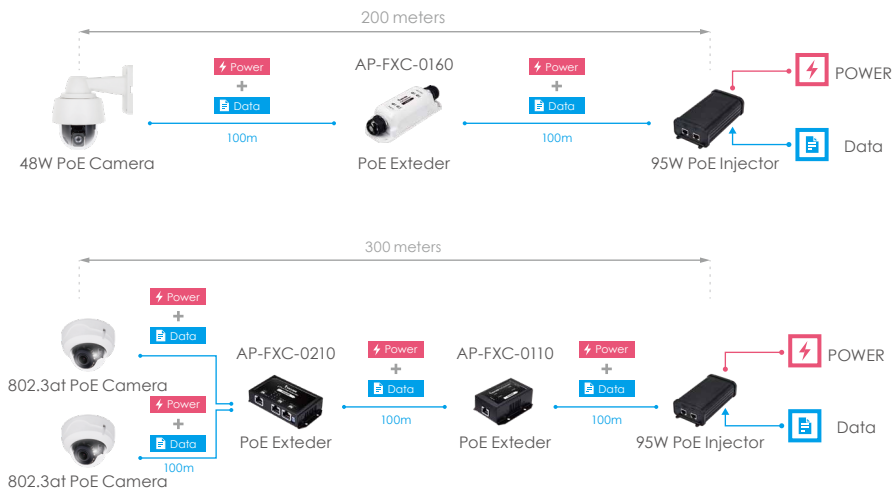 200 meters
AP-FXC-0160
Power
+
Data
100m
Power
+
Data
100m
POWER
Data
48W PoE Camera
PoE Exteder
95W PoE Injector
300 meters
Power
+
Data
802.3at PoE Camera
Power
+
Data
100m
802.3at PoE Camera
AP-FXC-0210
PoE Exteder
Power
+
Data
100m
AP-FXC-0110
PoE Exteder
Power
+
Data
100m
95W PoE Injector
POWER
Data